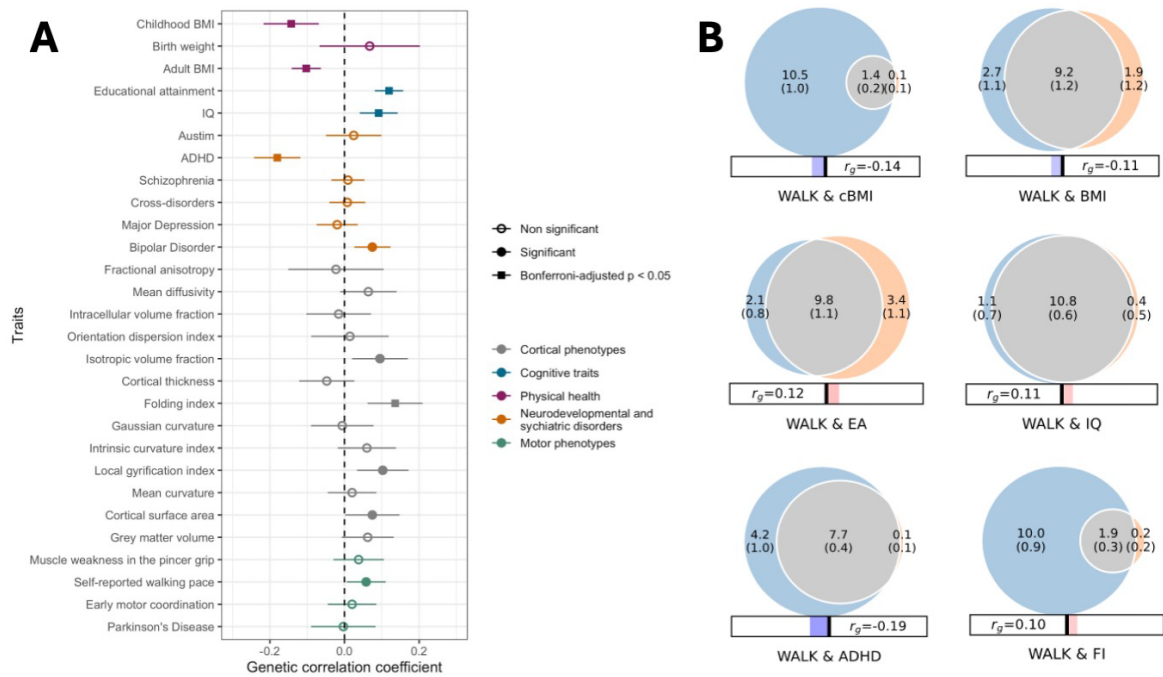 A
Childhood BMI
Birth weight
Adult BMI
Educational attainment
IQ
Austim
ADHD
Schizophrenia
Cross-disorders
Major Depression
Bipolar Disorder
Fractional anisotropy
Mean diffusivity
Intracellular volume fraction
Orientation dispersion index
Isotropic volume fraction
Cortical thickness
Folding index
Gaussian curvature
Intrinsic curvature index
Local gyrification index
Mean curvature
Cortical surface area
Grey matter volume
Muscle weakness in the pincer grip
Self-reported walking pace
Early motor coordination
Parkinson's Disease
Traits
-0.2 0.0 0.2
Genetic correlation coefficient
Non significant
Significant
Bonferroni-adjusted p < 0.05
Cortical phenotypes
Cognitive traits
Physical health
Neurodevelopmental and
sychiatric disorders
Motor phenotypes
B
10.5 1.4 0.1
(1.0) (0.2)(0.1)
rg=-0.14
WALK & cBMI
2.7 9.2 1.9
(1.1) (1.2) (1.2)
rg=-0.11
WALK & BMI
2.1 9.8 3.4
(0.8) (1.1) (1.1)
rg=0.12
WALK & EA
1.1 10.8 0.4
(0.7) (0.6) (0.5)
rg=0.11
WALK & IQ
4.2 7.7 0.1
(1.0) (0.4) (0.1)
rg=-0.19
WALK & ADHD
10.0 1.9 0.2
(0.9) (0.3) (0.2)
rg=0.10
WALK & FI